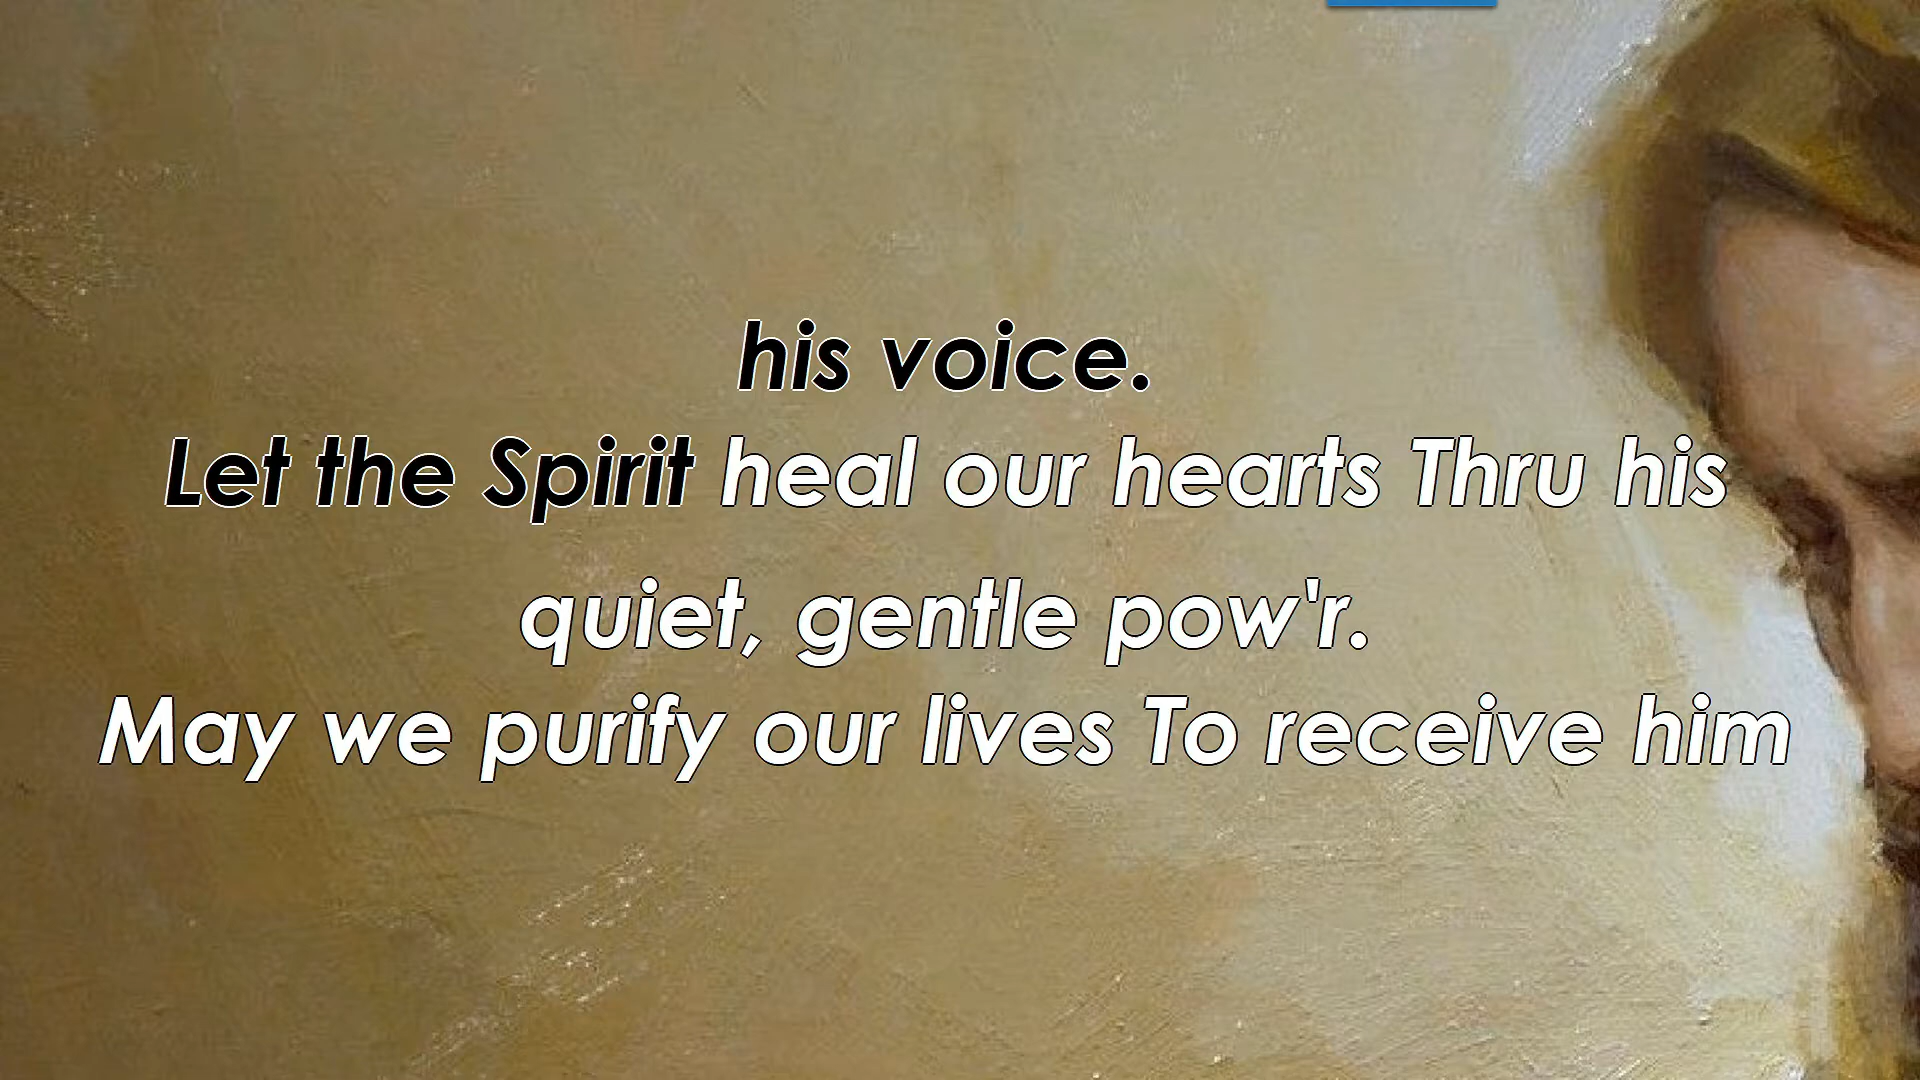 his voice.
Let the Spirit heal our hearts Thru his
quiet, gentle pow'r.
May we purify our lives To receive him